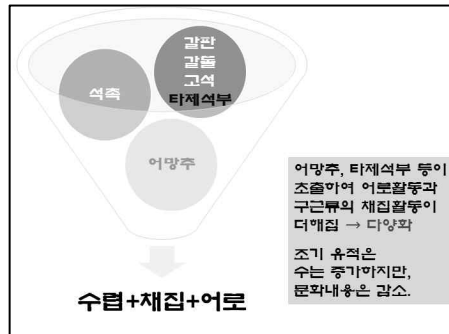 갈판
갈돌
고석
타제석부
석촉
어망추
어망추, 타제석부 등이
초출하여 어로활동과
구근류의 채집활동이
더해짐 → 다양화
조기 유적은
수는 증가하지만,
문화내용은 감소.
수렵+채집+어로